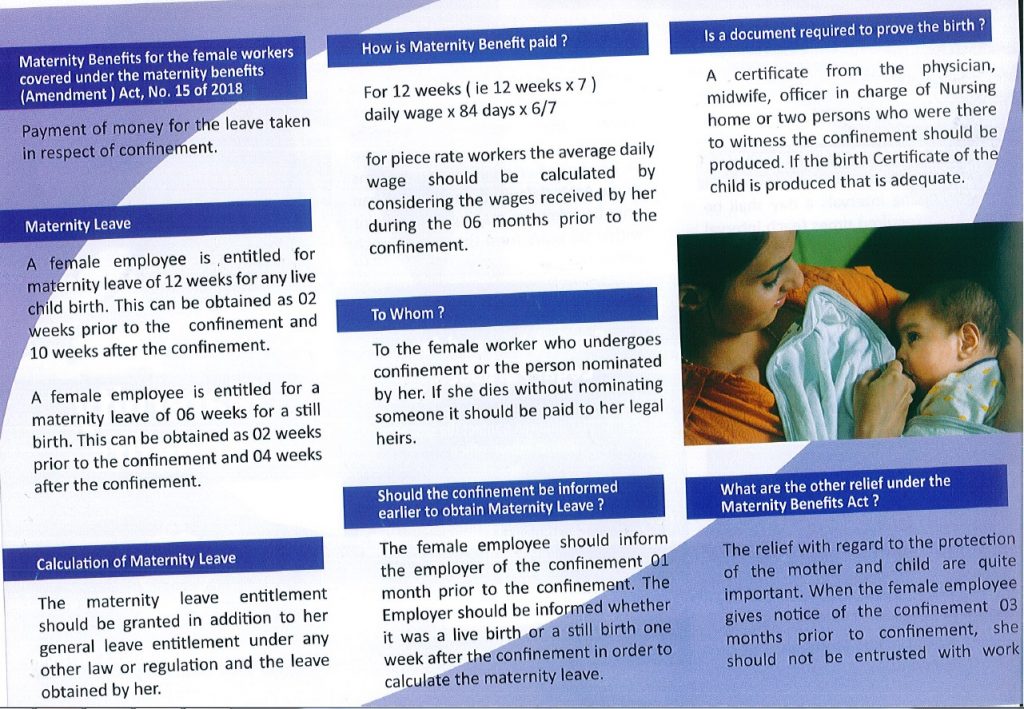 Maternity Benefits for the female workers
covered under the maternity benefits
(Amendment ) Act, No. 15 of 2018
Payment of money for the leave taken
in respect of confinement.
Maternity Leave
A female employee is entitled for
maternity leave of 12 weeks for any live
child birth. This can be obtained as 02
weeks prior to the confinement and
10 weeks after the confinement.
A female employee is entitled for a
maternity leave of 06 weeks for a still
birth. This can be obtained as 02 weeks
prior to the confinement and 04 weeks
after the confinement.
Calculation of Maternity Leave
The maternity leave entitlement
should be granted in addition to her
general leave entitlement under any
other law or regulation and the leave
obtained by her.
How is Maternity Benefit paid ?
For 12 weeks ( ie 12 weeks x 7 )
daily wage x 84 days x 6/7
for piece rate workers the average daily
wage should be calculated by
considering the wages received by her
during the 06 months prior to the
confinement.
To Whom ?
To the female worker who undergoes
confinement or the person nominated
by her. If she dies without nominating
someone it should be paid to her legal
heirs.
Should the confinement be informed
earlier to obtain Maternity Leave ?
The female employee should inform
the employer of the confinement 01
month prior to the confinement. The
Employer should be informed whether
it was a live birth or a still birth one
week after the confinement in order to
calculate the maternity leave.
Is a document required to prove the birth ?
A certificate from the physician,
midwife, officer in charge of Nursing
home or two persons who were there
to witness the confinement should be
produced. If the birth Certificate of the
child is produced that is adequate.
What are the other relief under the
Maternity Benefits Act ?
The relief with regard to the protection
of the mother and child are quite
important. When the female employee
gives notice of the confinement 03
months prior to confinement, she
should not be entrusted with work